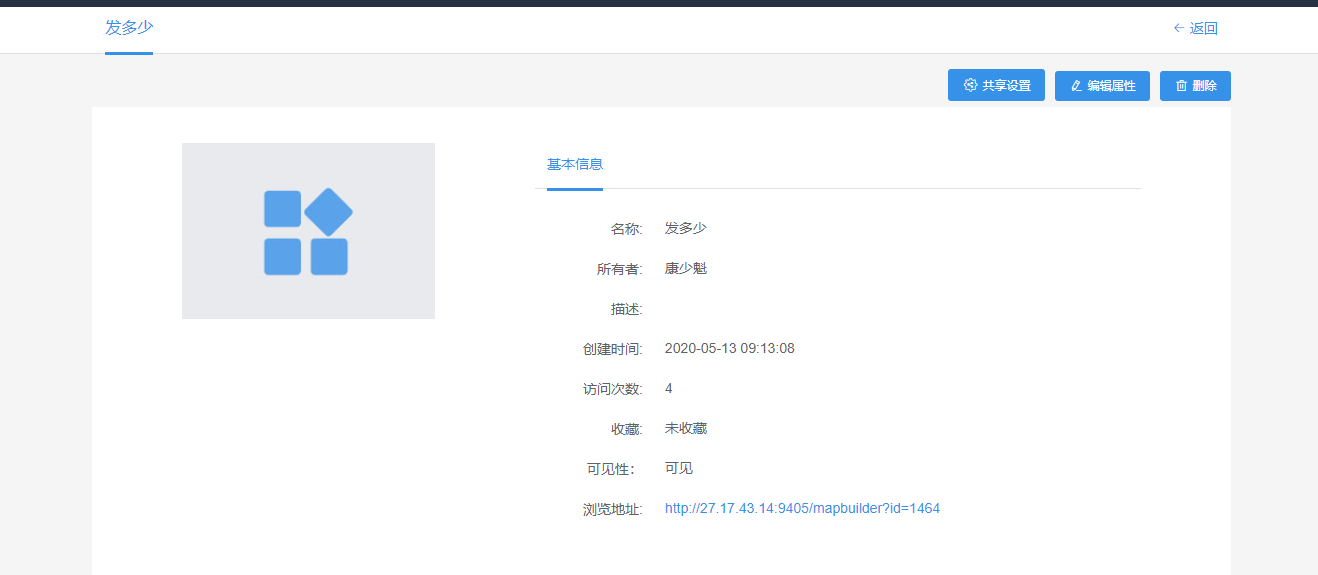 发多少
← 返回
共享设置 编辑属性 删除
基本信息
名称: 发多少
所有者: 康少魁
描述:
创建时间: 2020-05-13 09:13:08
访问次数: 4
收藏: 未收藏
可见性： 可见
浏览地址: http://27.17.43.14:9405/mapbuilder?id=1464